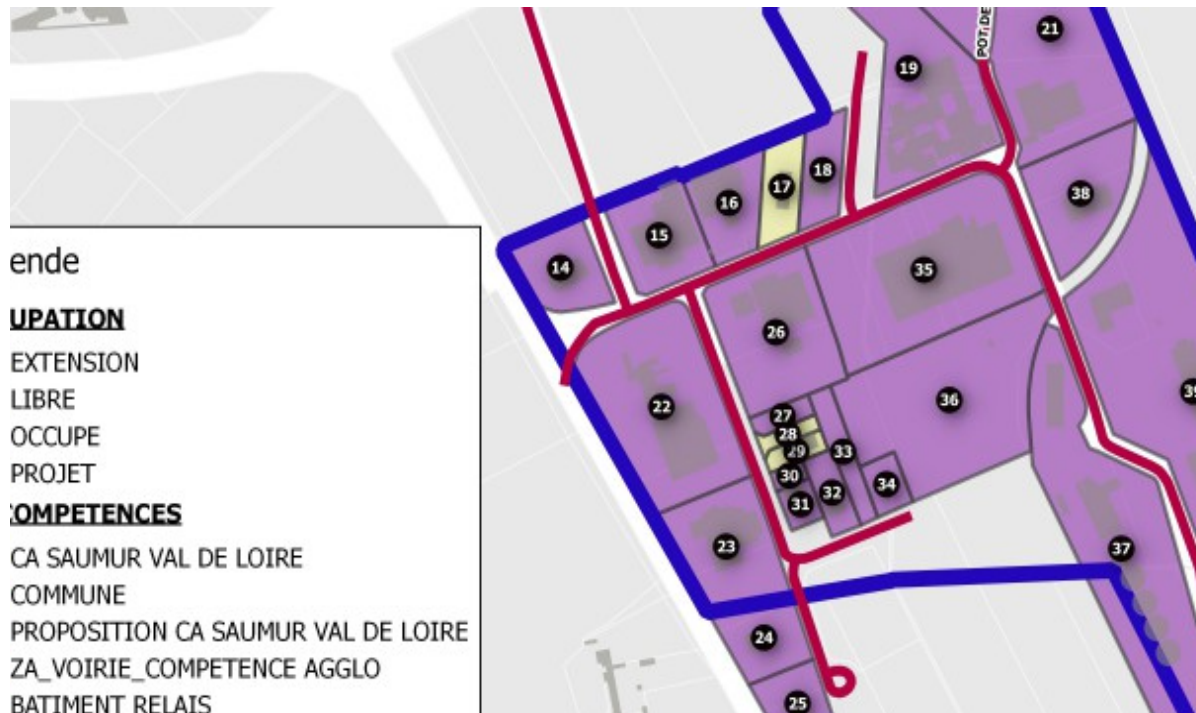 POT DE
21
19
18
17
16
38
15
14
35
26
39
36
22
27
28
29
33
30
34
32
31
23
37
24
25
ende
UPATION
EXTENSION
LIBRE
OCCUPE
PROJET
OMPETENCES
CA SAUMUR VAL DE LOIRE
COMMUNE
PROPOSITION CA SAUMUR VAL DE LOIRE
ZA_VOIRIE_COMPETENCE AGGLO
BATIMENT RELAIS